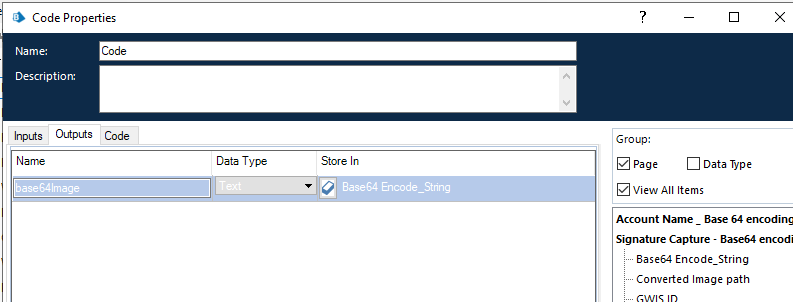 Code Properties
Name:
Code
Description:
Inputs
Outputs
Code
Name
Data Type
Store In
base64Image
Text
Base64 Encode_String
Group:
Page
Data Type
View All Items
Account Name _ Base 64 encoding
Signature Capture - Base64 encodi
Base64 Encode_String
Converted Image path
GWIS ID